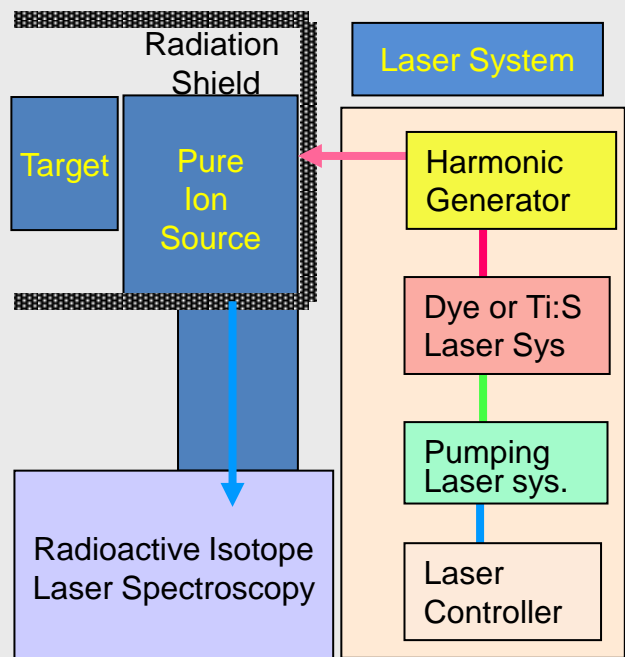 Radiation
Shield
Laser System
Target
Pure
Ion
Source
Harmonic
Generator
Dye or Ti:S
Laser Sys
Pumping
Laser sys.
Radioactive Isotope
Laser Spectroscopy
Laser
Controller